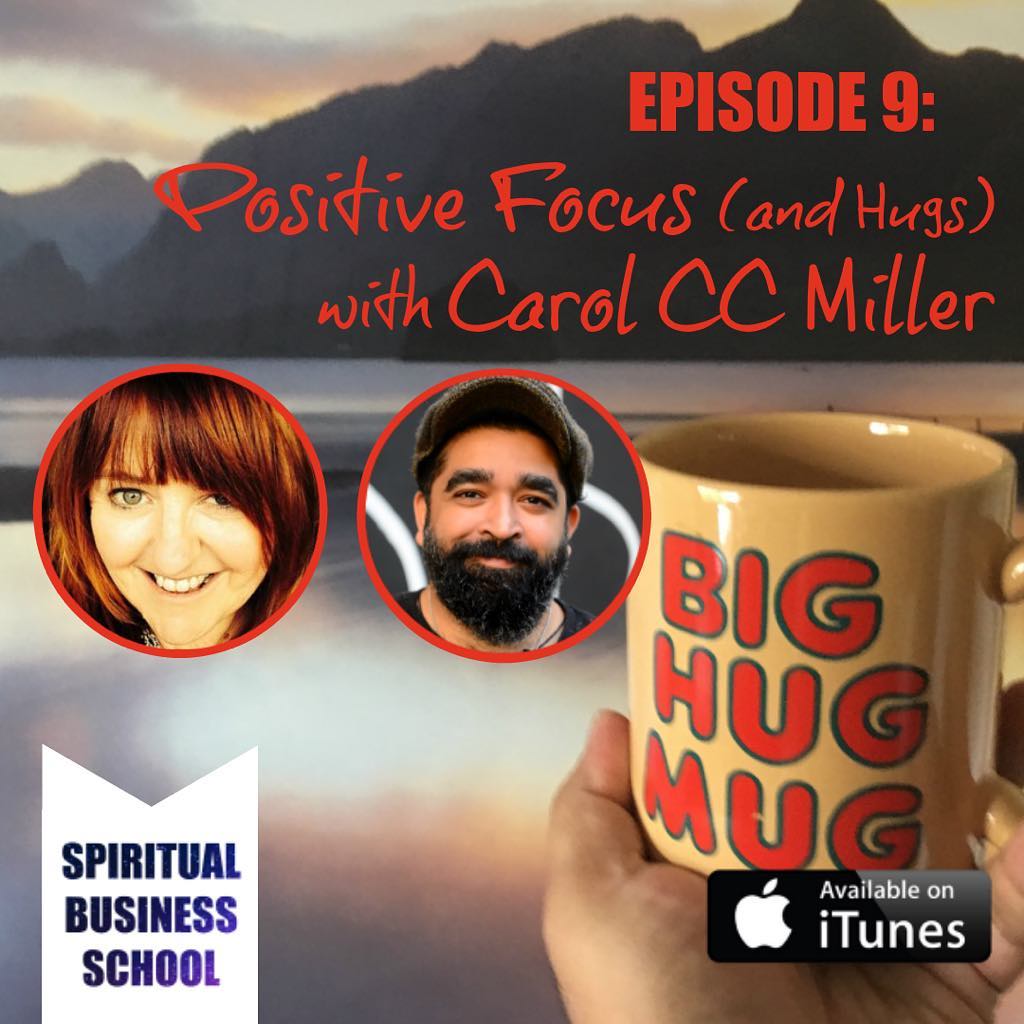 EPISODE 9:
Positive Focus (and Hugs)
with Carol CC Miller
BIG
HUG
MUG
SPIRITUAL
BUSINESS
SCHOOL
Available on
iTunes